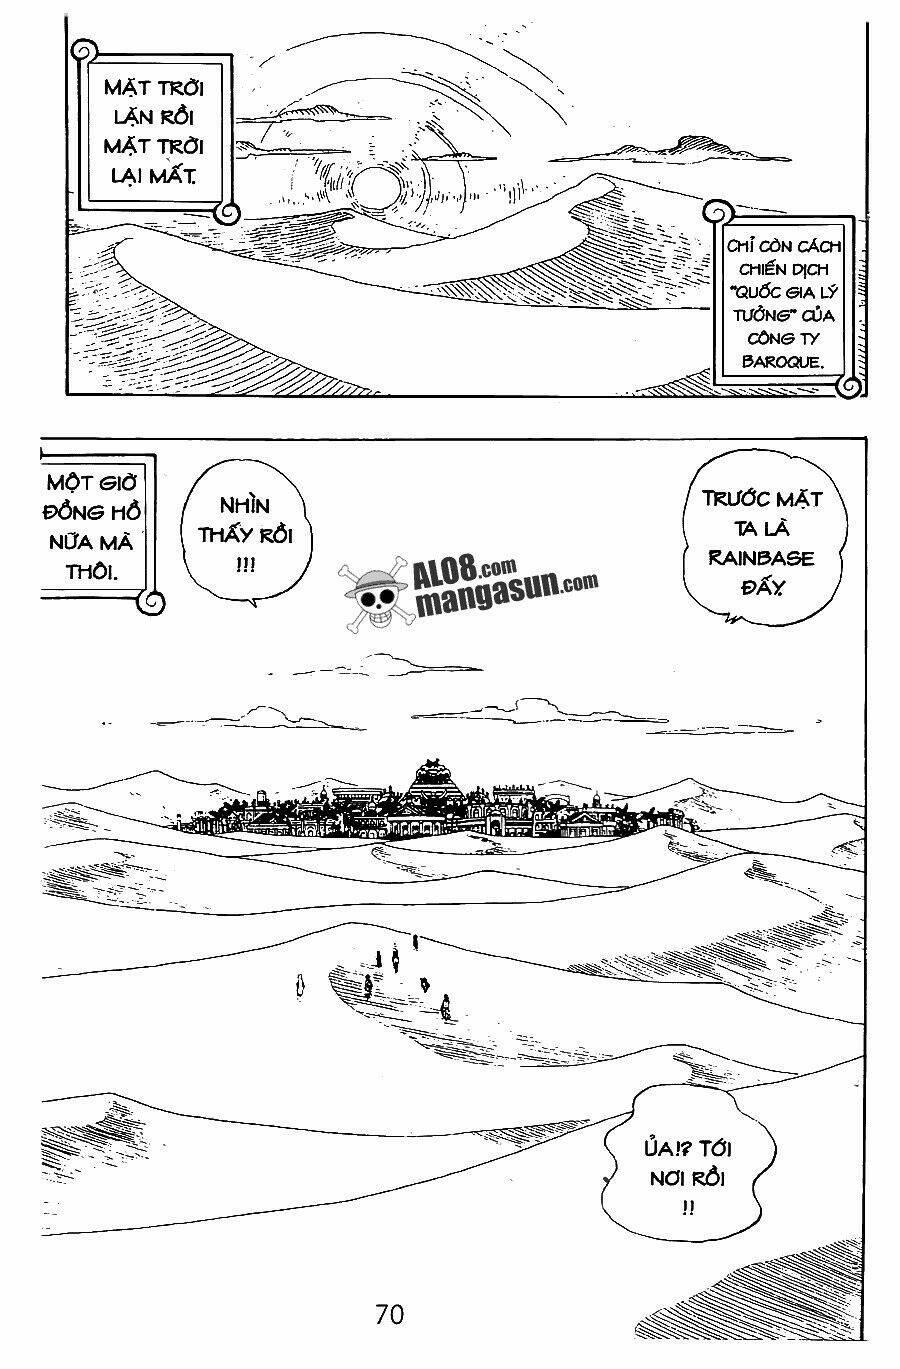 MẶT TRỜI
LẶN RỒI
MẶT TRỜI
LẠI MẤT.
CHỈ CÒN CÁCH
CHIẾN DỊCH
"QUỐC GIA LÝ
TƯỞNG" CỦA
CÔNG TY
BAROQUE.
MỘT GIỜ
ĐỒNG HỒ
NỮA MÀ
THÔI.
NHÌN
THẤY RỒI
!!!
TRƯỚC MẶT
TA LÀ
RAINBASE
ĐẤY.
AL08.com
mangasun.com
ỦA!? TỚI
NƠI RỒI
!!
70